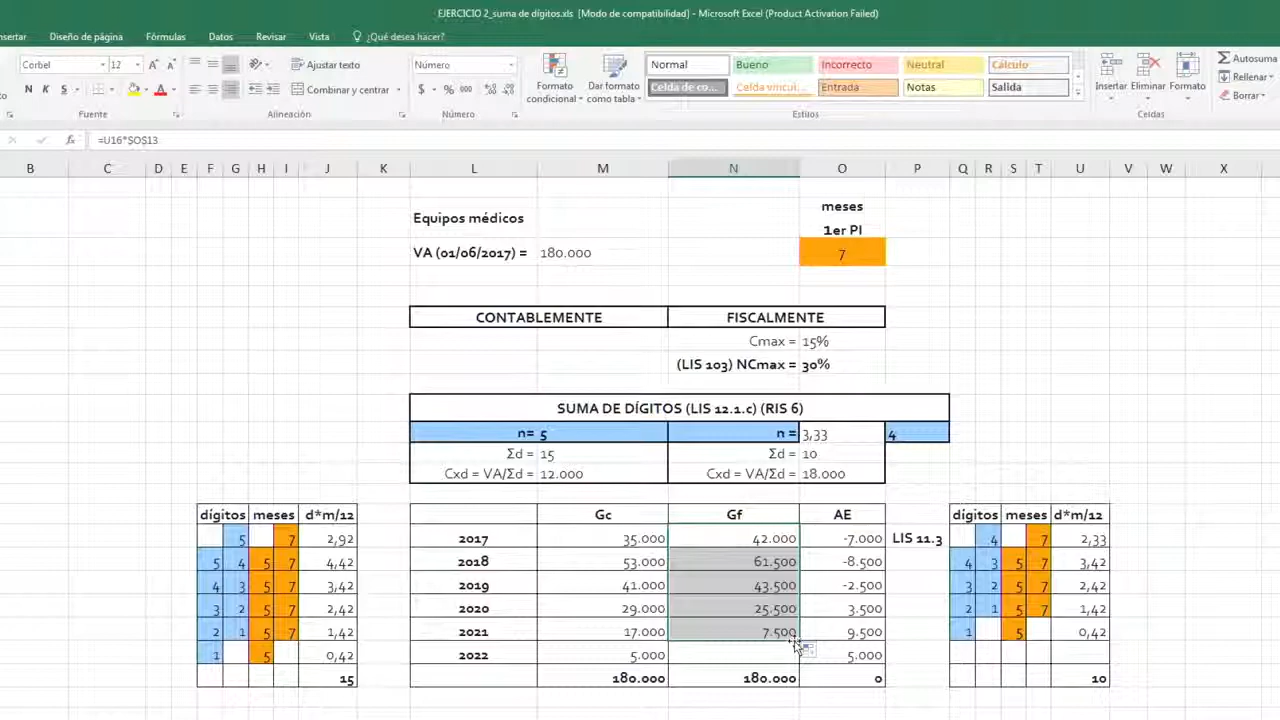 EJERCICIO 2_suma de dígitos.xls [Modo de compatibilidad] - Microsoft Excel (Product Activation Failed)
nsertar Diseño de página Fórmulas Datos Revisar Vista ¿Qué desea hacer?
Corbel 12 Ajustar texto Número Normal Bueno Incorrecto Neutral Cálculo Autosuma
N K S Combinar y centrar $ % 000 Formato condicional Dar formato como tabla Celda de co... Celda vincul... Entrada Notas Salida Insertar Eliminar Formato Rellenar
Borrar
Fuente Alineación Número Estilos Celdas
fx =U16*$O$13
B C D E F G H I J K L M N O P Q R S T U V W X
meses
Equipos médicos
1er PI
VA (01/06/2017) = 180.000 7
CONTABLEMENTE FISCALMENTE
Cmax = 15%
(LIS 103) NCmax = 30%
SUMA DE DÍGITOS (LIS 12.1.c) (RIS 6)
n= 5 n = 3,33 4
Σd = 15 Σd = 10
Cxd = VA/Σd = 12.000 Cxd = VA/Σd = 18.000
dígitos meses d*m/12 Gc Gf AE dígitos meses d*m/12
5 7 2,92 2017 35.000 42.000 -7.000 LIS 11.3 4 7 2,33
5 4 5 7 4,42 2018 53.000 61.500 -8.500 4 3 5 7 3,42
4 3 5 7 3,42 2019 41.000 43.500 -2.500 3 2 5 7 2,42
3 2 5 7 2,42 2020 29.000 25.500 3.500 2 1 5 7 1,42
2 1 5 7 1,42 2021 17.000 7.500 9.500 1 5 0,42
1 5 0,42 2022 5.000 5.000
15 180.000 180.000 0 10